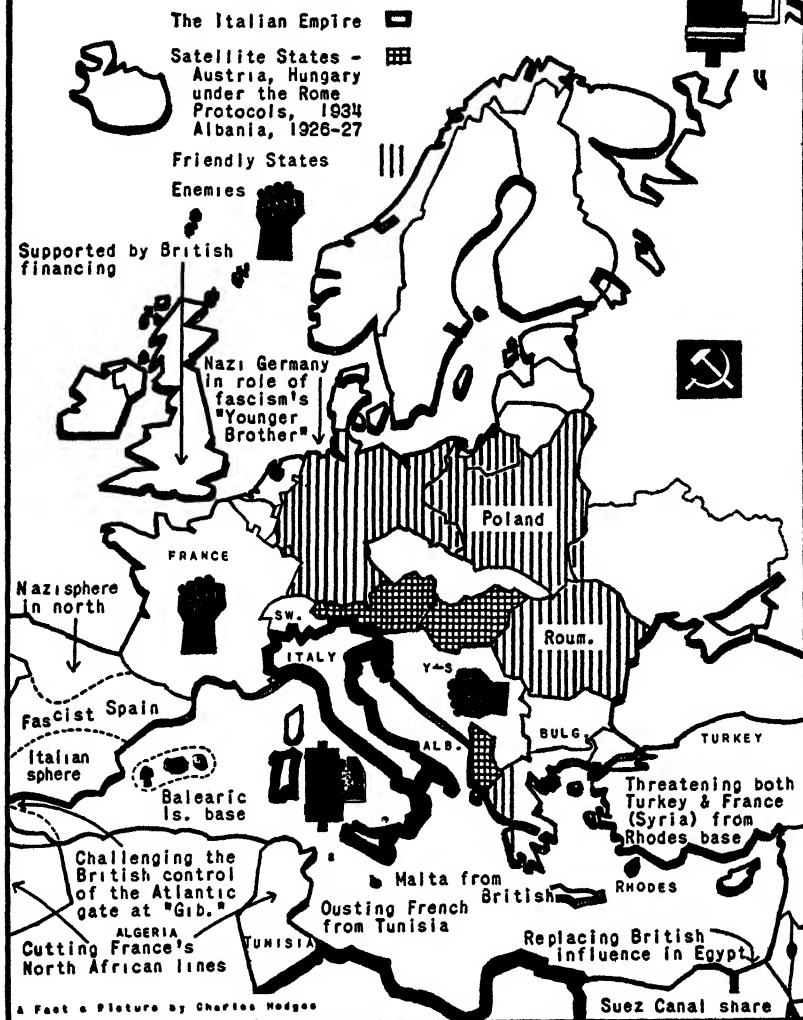 The Italian Empire
Satellite States -
Austria, Hungary
under the Rome
Protocols, 1934
Albania, 1926-27
Friendly States
Enemies
Supported by British
financing
Nazi Germany
in role of
fascism's
"Younger
Brother"
Poland
FRANCE
Nazi sphere
in north
SW.
ITALY
Roum.
Y-S
Fascist Spain
Italian
sphere
ALB.
BULG.
TURKEY
Balearic
Is. base
Threatening both
Turkey & France
(Syria) from
Rhodes base
Challenging the
British control
of the Atlantic
gate at "Gib."
Malta from
British
RHODES
Ousting French
from Tunisia
ALGERIA
Cutting France's
North African lines
TUNISIA
Replacing British
influence in Egypt
A Fact & Picture by Charles Hodges
Suez Canal share